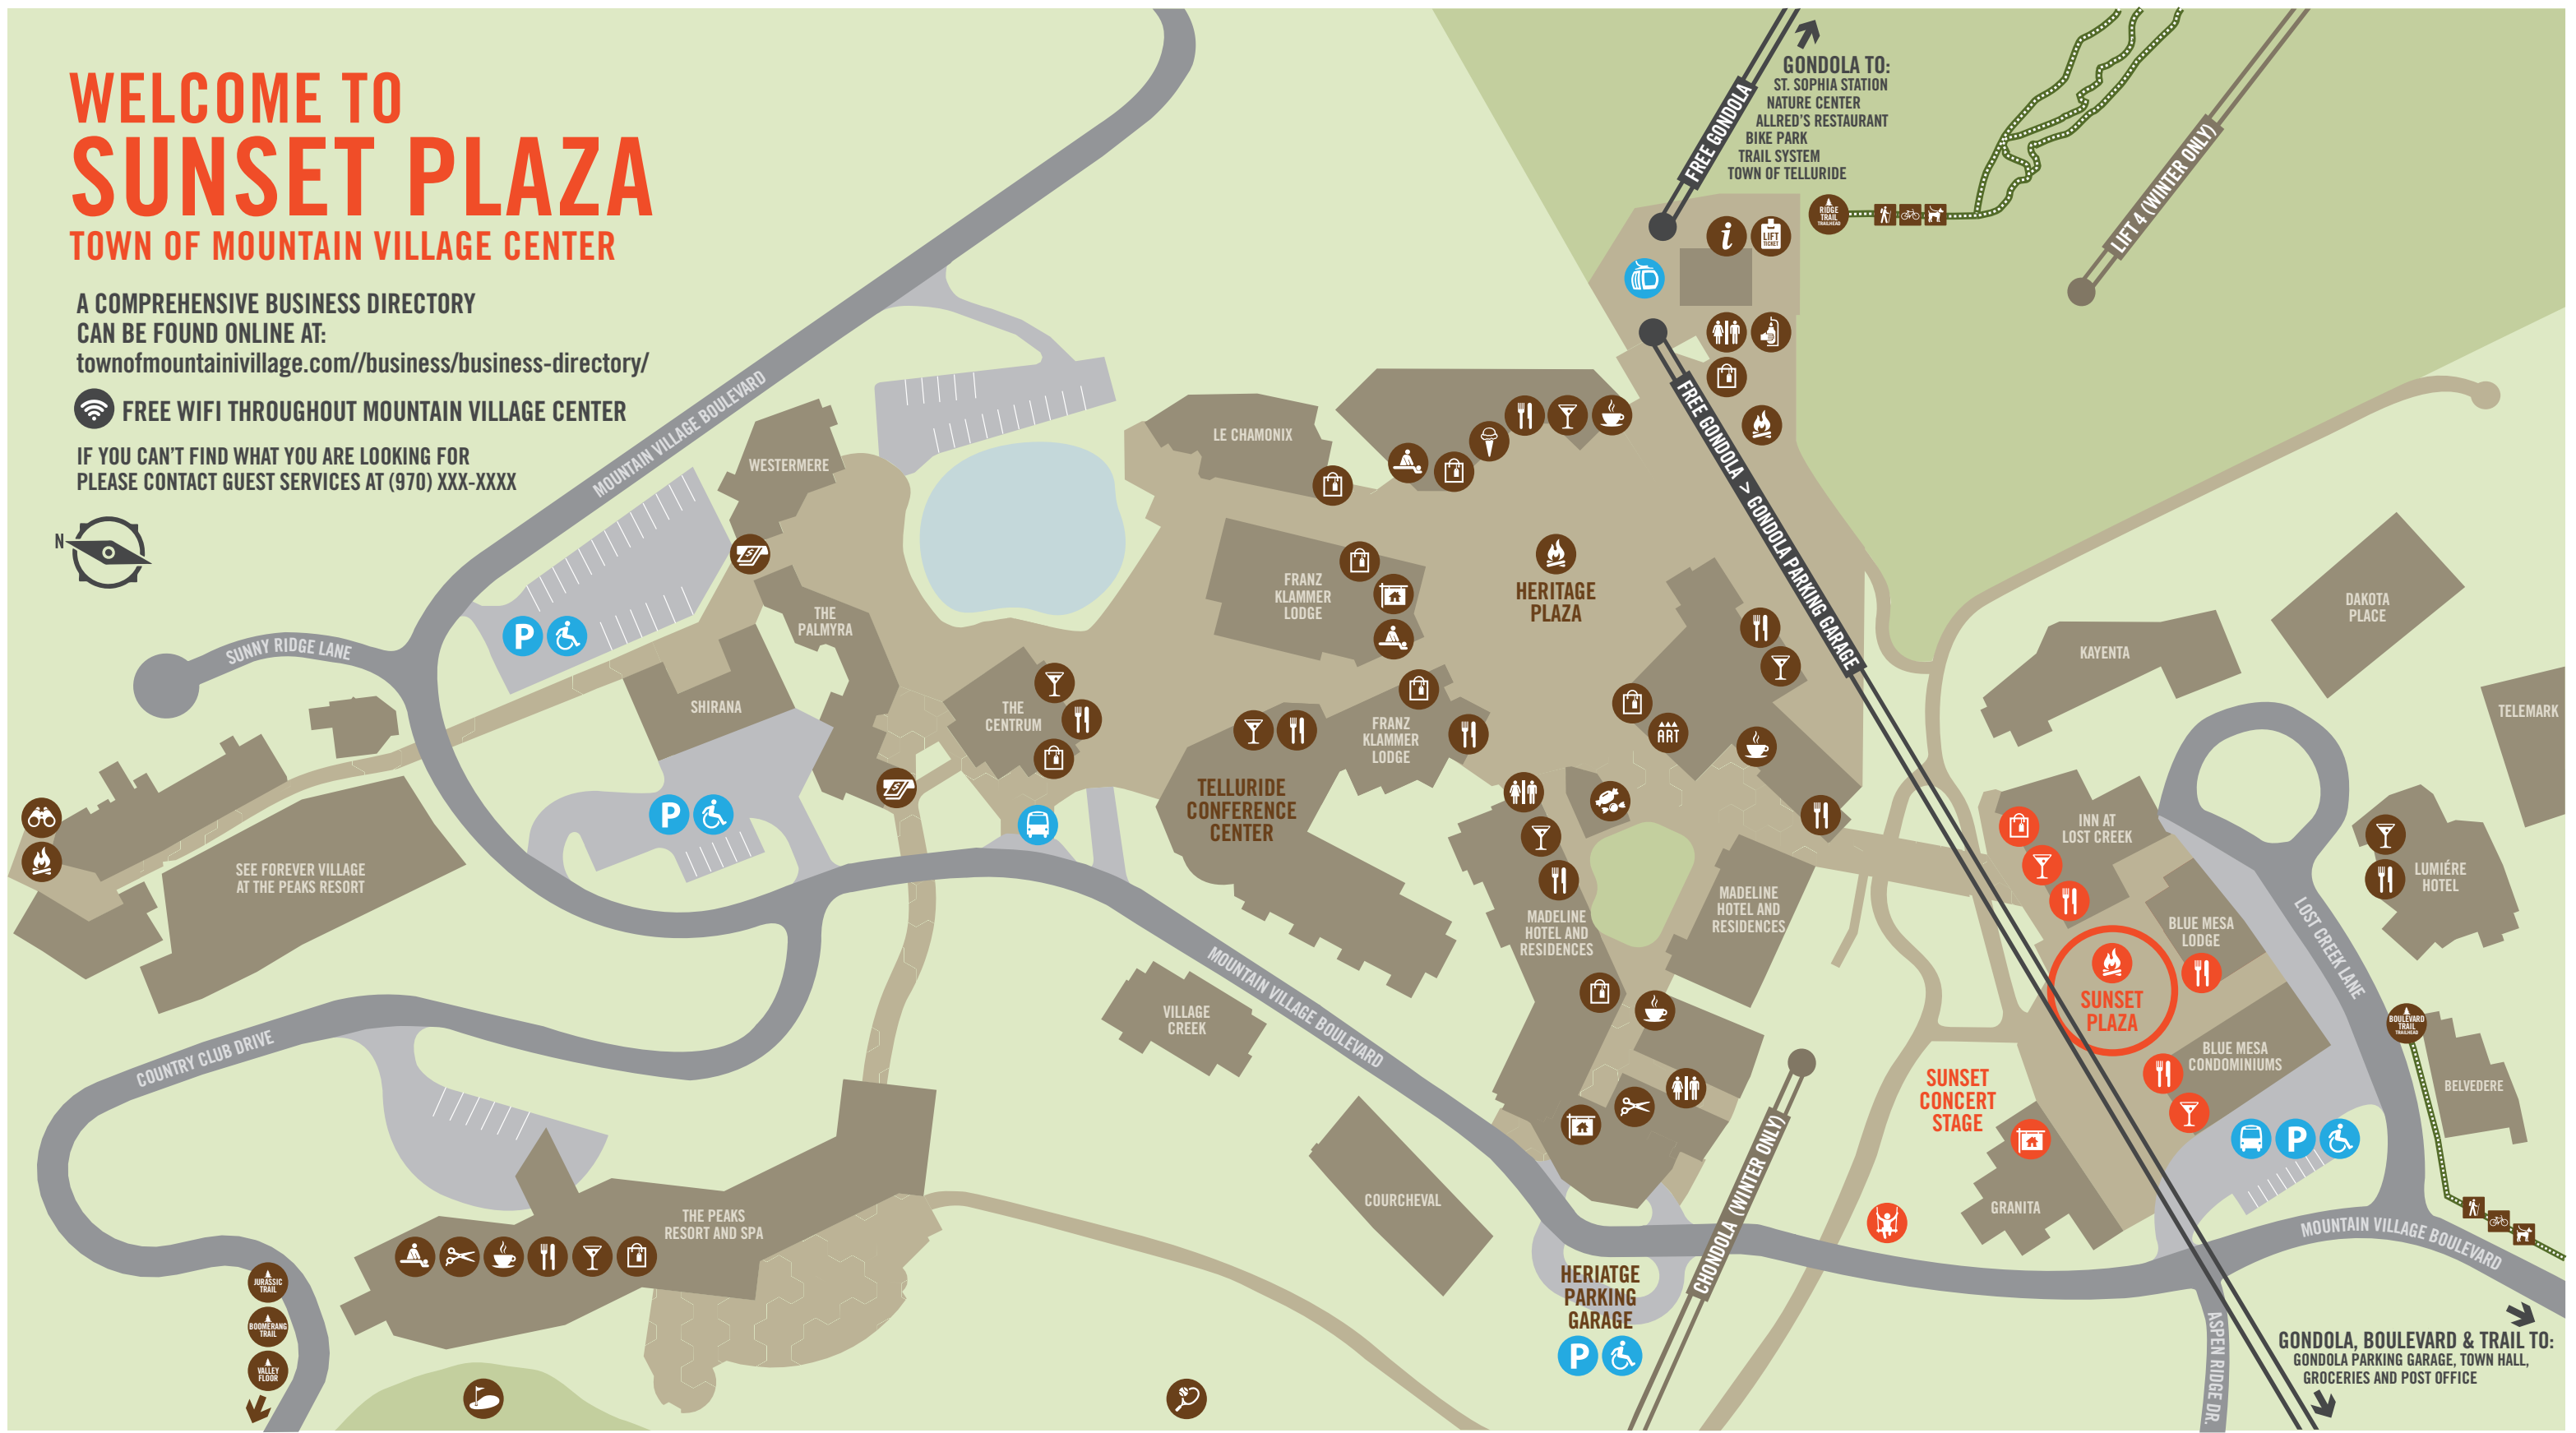 WELCOME TO
SUNSET PLAZA
TOWN OF MOUNTAIN VILLAGE CENTER
A COMPREHENSIVE BUSINESS DIRECTORY
CAN BE FOUND ONLINE AT:
townofmountainivillage.com//business/business-directory/
FREE WIFI THROUGHOUT MOUNTAIN VILLAGE CENTER
IF YOU CAN'T FIND WHAT YOU ARE LOOKING FOR
PLEASE CONTACT GUEST SERVICES AT (970) XXX-XXXX
N
GONDOLA TO:
ST. SOPHIA STATION
NATURE CENTER
ALLRED'S RESTAURANT
BIKE PARK
TRAIL SYSTEM
TOWN OF TELLURIDE
FREE GONDOLA
RIDGE
TRAIL
TRAILHEAD
LIFT
TICKET
i
LIFT 4 (WINTER ONLY)
FREE GONDOLA > GONDOLA PARKING GARAGE
MOUNTAIN VILLAGE BOULEVARD
WESTERMERE
LE CHAMONIX
SUNNY RIDGE LANE
P
THE
PALMYRA
SHIRANA
THE
CENTRUM
FRANZ
KLAMMER
LODGE
HERITAGE
PLAZA
DAKOTA
PLACE
KAYENTA
TELEMARK
FRANZ
KLAMMER
LODGE
ART
TELLURIDE
CONFERENCE
CENTER
P
SEE FOREVER VILLAGE
AT THE PEAKS RESORT
INN AT
LOST CREEK
LUMIÉRE
HOTEL
MADELINE
HOTEL AND
RESIDENCES
MADELINE
HOTEL AND
RESIDENCES
BLUE MESA
LODGE
LOST CREEK LANE
SUNSET
PLAZA
VILLAGE
CREEK
MOUNTAIN VILLAGE BOULEVARD
COUNTRY CLUB DRIVE
BOULEVARD
TRAIL
TRAILHEAD
BLUE MESA
CONDOMINIUMS
BELVEDERE
SUNSET
CONCERT
STAGE
P
COURCHEVAL
GRANITA
THE PEAKS
RESORT AND SPA
CHONDOLA (WINTER ONLY)
MOUNTAIN VILLAGE BOULEVARD
JURASSIC
TRAIL
BOOMERANG
TRAIL
VALLEY
FLOOR
HERIATGE
PARKING
GARAGE
P
ASPEN RIDGE DR.
GONDOLA, BOULEVARD & TRAIL TO:
GONDOLA PARKING GARAGE, TOWN HALL,
GROCERIES AND POST OFFICE